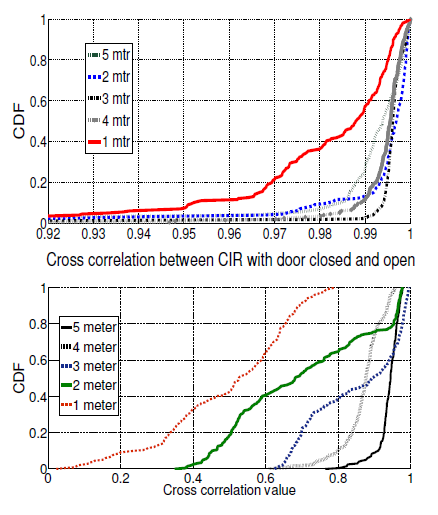 1
0.8
0.6
0.4
0.2
0
CDF
5 mtr
2 mtr
3 mtr
4 mtr
1 mtr
0.92 0.93 0.94 0.95 0.96 0.97 0.98 0.99 1
Cross correlation between CIR with door closed and open
1
0.8
0.6
0.4
0.2
0
CDF
5 meter
4 meter
3 meter
2 meter
1 meter
0 0.2 0.4 0.6 0.8 1
Cross correlation value